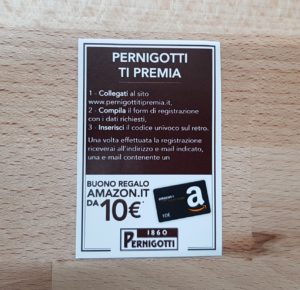 PERNIGOTTI
TI PREMIA
1 - Collegati al sito
www.pernigottitipremia.it,
2 - Compila il form di registrazione
con i dati richiesti,
3 - Inserisci il codice univoco sul retro.
Una volta effettuata la registrazione
riceverai all'indirizzo e-mail indicato,
una e-mail contenente un
BUONO REGALO
AMAZON.IT
DA 10€*
amazon
a
10€
1860
PERNIGOTTI